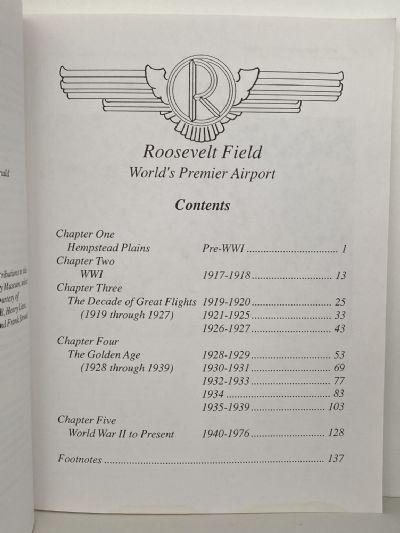 R
Roosevelt Field
World's Premier Airport
Contents
Chapter One
Hempstead Plains Pre-WWI ................................ 1
Chapter Two
WWI 1917-1918 ............................ 13
Chapter Three
The Decade of Great Flights 1919-1920 ............................ 25
(1919 through 1927) 1921-1925 ............................ 33
1926-1927 ............................ 43
Chapter Four
The Golden Age 1928-1929 ............................ 53
(1928 through 1939) 1930-1931 ............................ 69
1932-1933 ............................ 77
1934 .................................... 83
1935-1939 .......................... 103
Chapter Five
World War II to Present 1940-1976 .......................... 128
Footnotes ........................................................................ 137